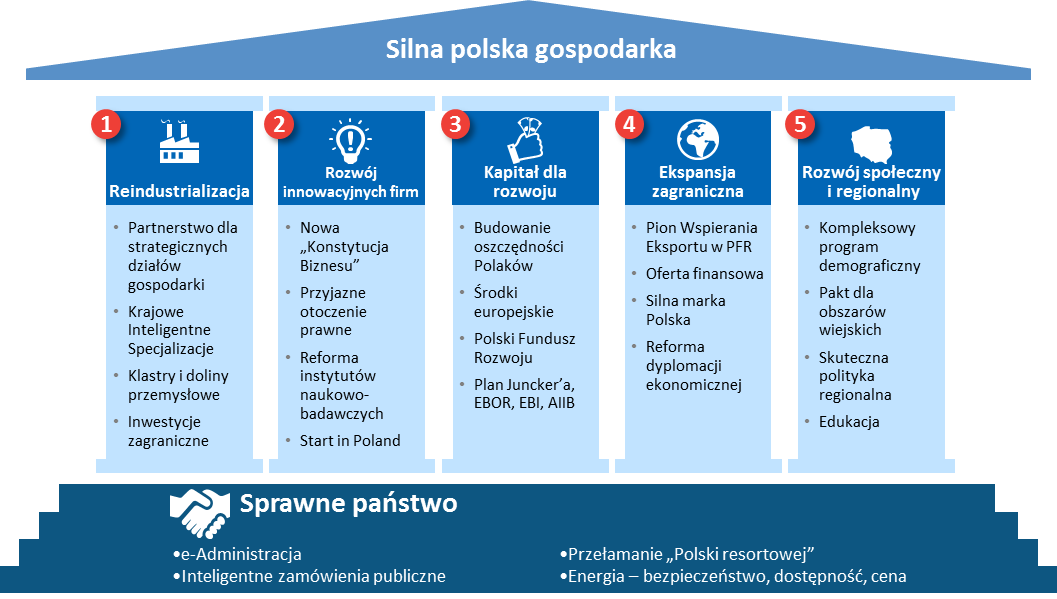 Silna polska gospodarka
1
Reindustrializacja
• Partnerstwo dla
strategicznych
działów
gospodarki
• Krajowe
Inteligentne
Specjalizacje
• Klastry i doliny
przemysłowe
• Inwestycje
zagraniczne
2
Rozwój
innowacyjnych firm
• Nowa
„Konstytucja
Biznesu”
• Przyjazne
otoczenie
prawne
• Reforma
instytutów
naukowo-
badawczych
• Start in Poland
3
Kapitał dla
rozwoju
• Budowanie
oszczędności
Polaków
• Środki
europejskie
• Polski Fundusz
Rozwoju
• Plan Juncker’a,
EBOR, EBI, AIIB
4
Ekspansja
zagraniczna
• Pion Wspierania
Eksportu w PFR
• Oferta finansowa
• Silna marka
Polska
• Reforma
dyplomacji
ekonomicznej
5
Rozwój społeczny
i regionalny
• Kompleksowy
program
demograficzny
• Pakt dla
obszarów
wiejskich
• Skuteczna
polityka
regionalna
• Edukacja
Sprawne państwo
•e-Administracja
•Inteligentne zamówienia publiczne
•Przełamanie „Polski resortowej”
•Energia – bezpieczeństwo, dostępność, cena